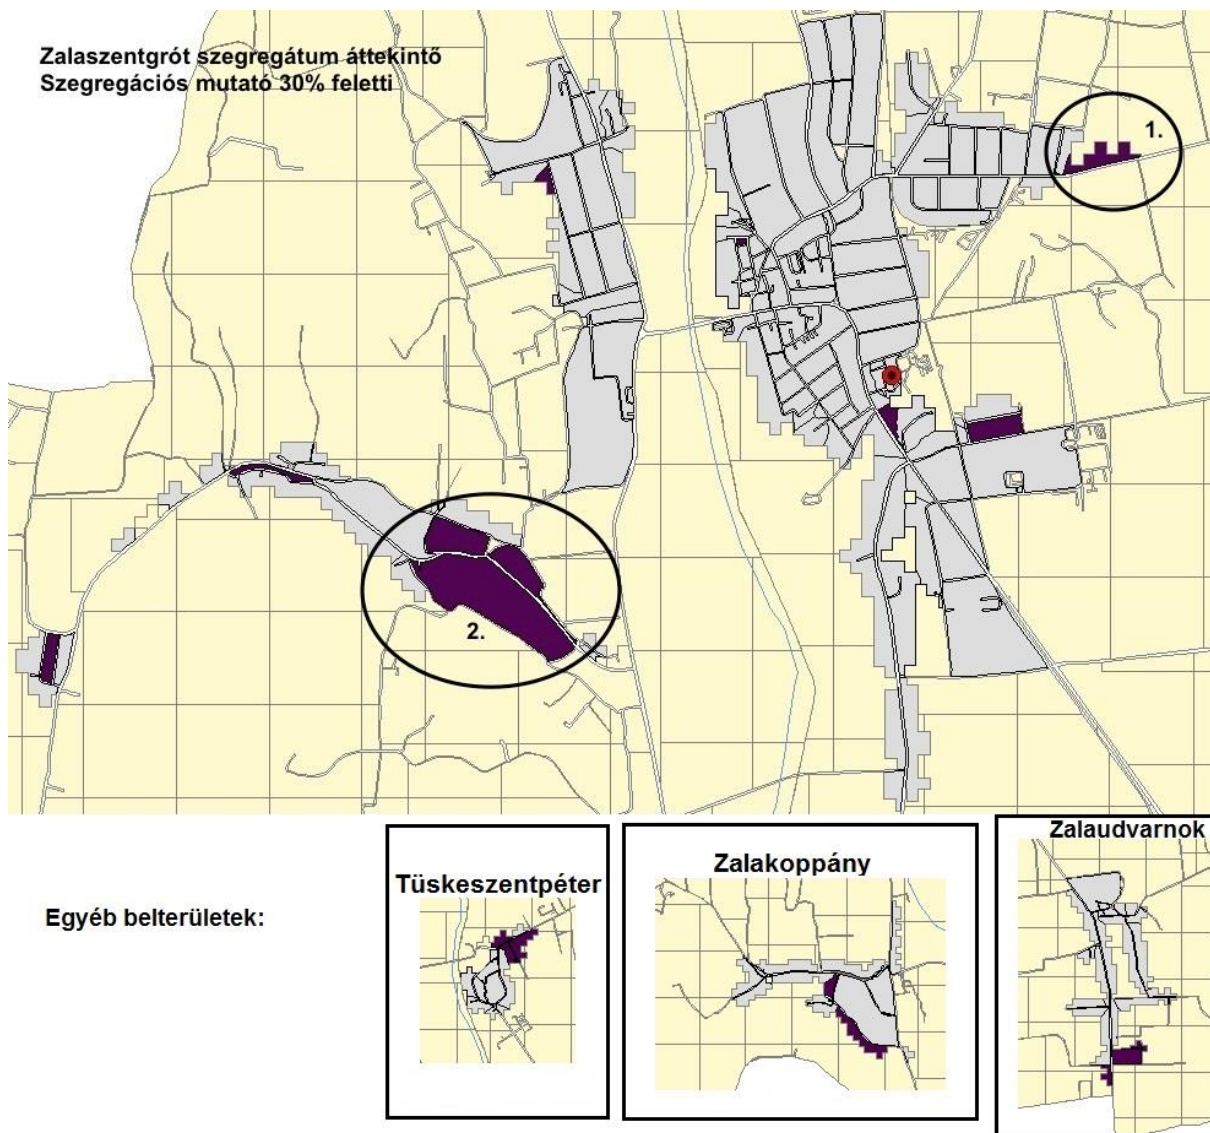 Zalaszentgrót szegregátum áttekintő
Szegregációs mutató 30% feletti
1.
2.
Egyéb belterületek:
Tüskeszentpéter
Zalakoppány
Zalaudvarnok